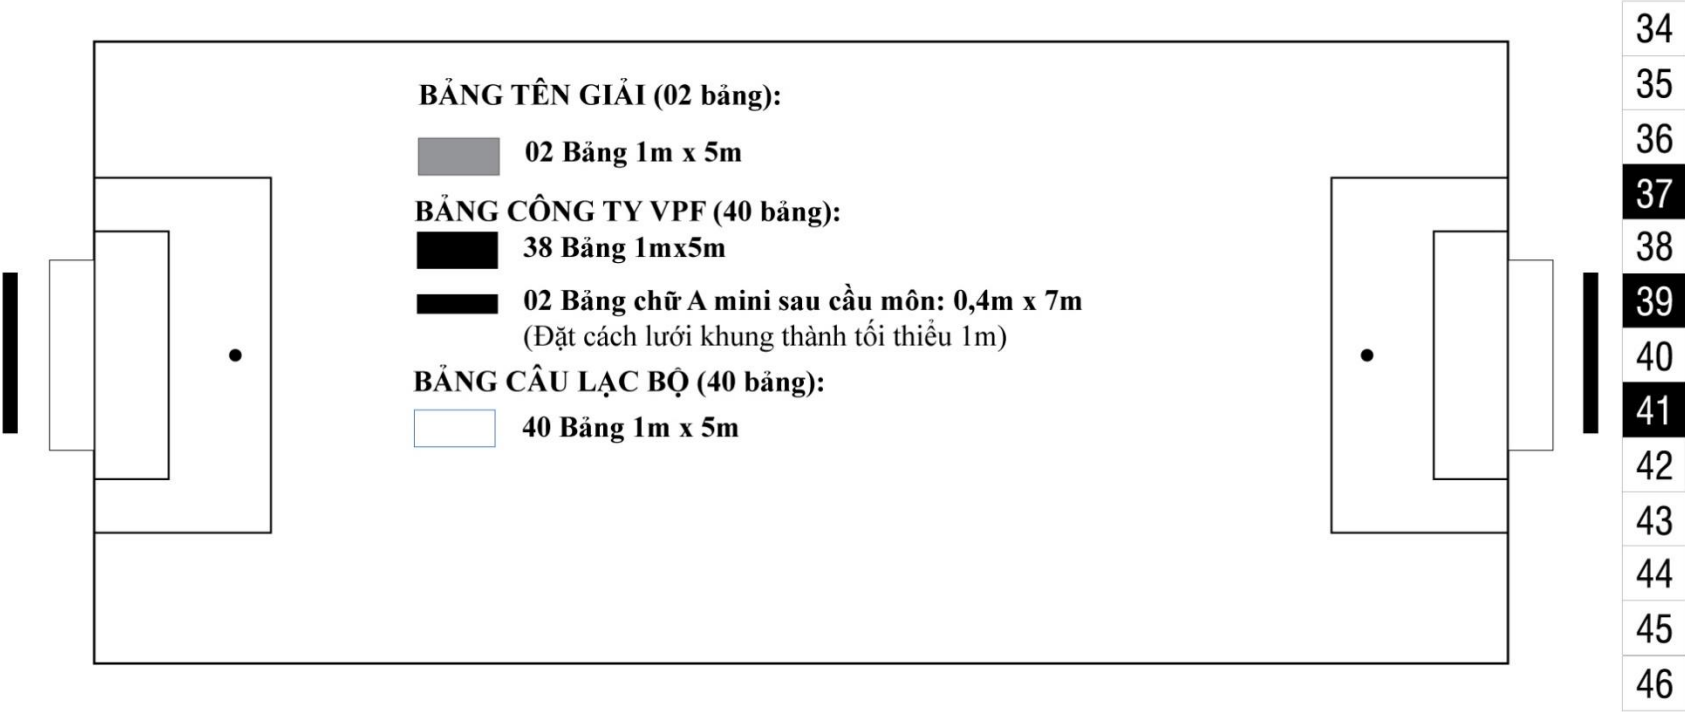 BẢNG TÊN GIẢI (02 bảng):
02 Bảng 1m x 5m
BẢNG CÔNG TY VPF (40 bảng):
38 Bảng 1mx5m
02 Bảng chữ A mini sau cầu môn: 0,4m x 7m
(Đặt cách lưới khung thành tối thiểu 1m)
BẢNG CÂU LẠC BỘ (40 bảng):
40 Bảng 1m x 5m
34
35
36
37
38
39
40
41
42
43
44
45
46